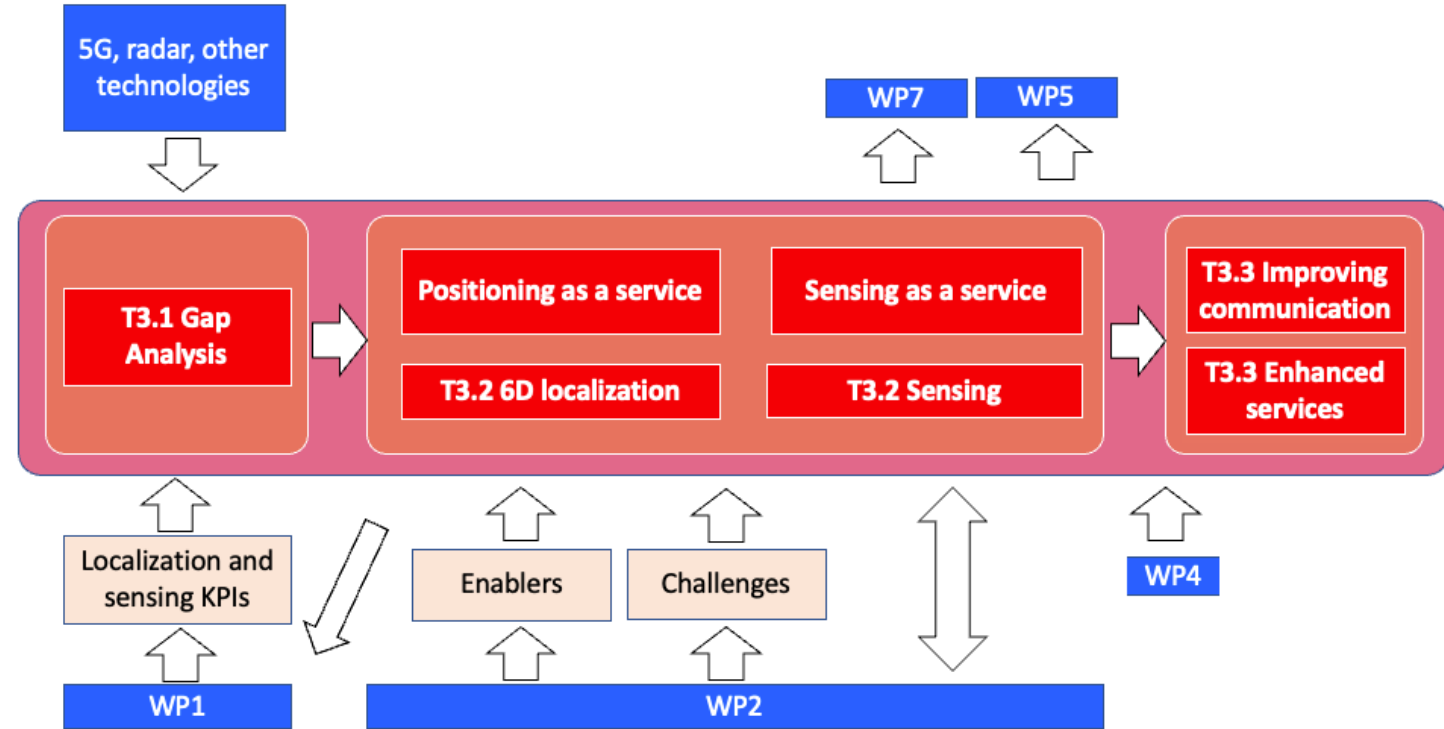 5G, radar, other
technologies
WP7
WP5
T3.1 Gap
Analysis
Positioning as a service
Sensing as a service
T3.2 6D localization
T3.2 Sensing
T3.3 Improving
communication
T3.3 Enhanced
services
Localization and
sensing KPIs
Enablers
Challenges
WP4
WP1
WP2